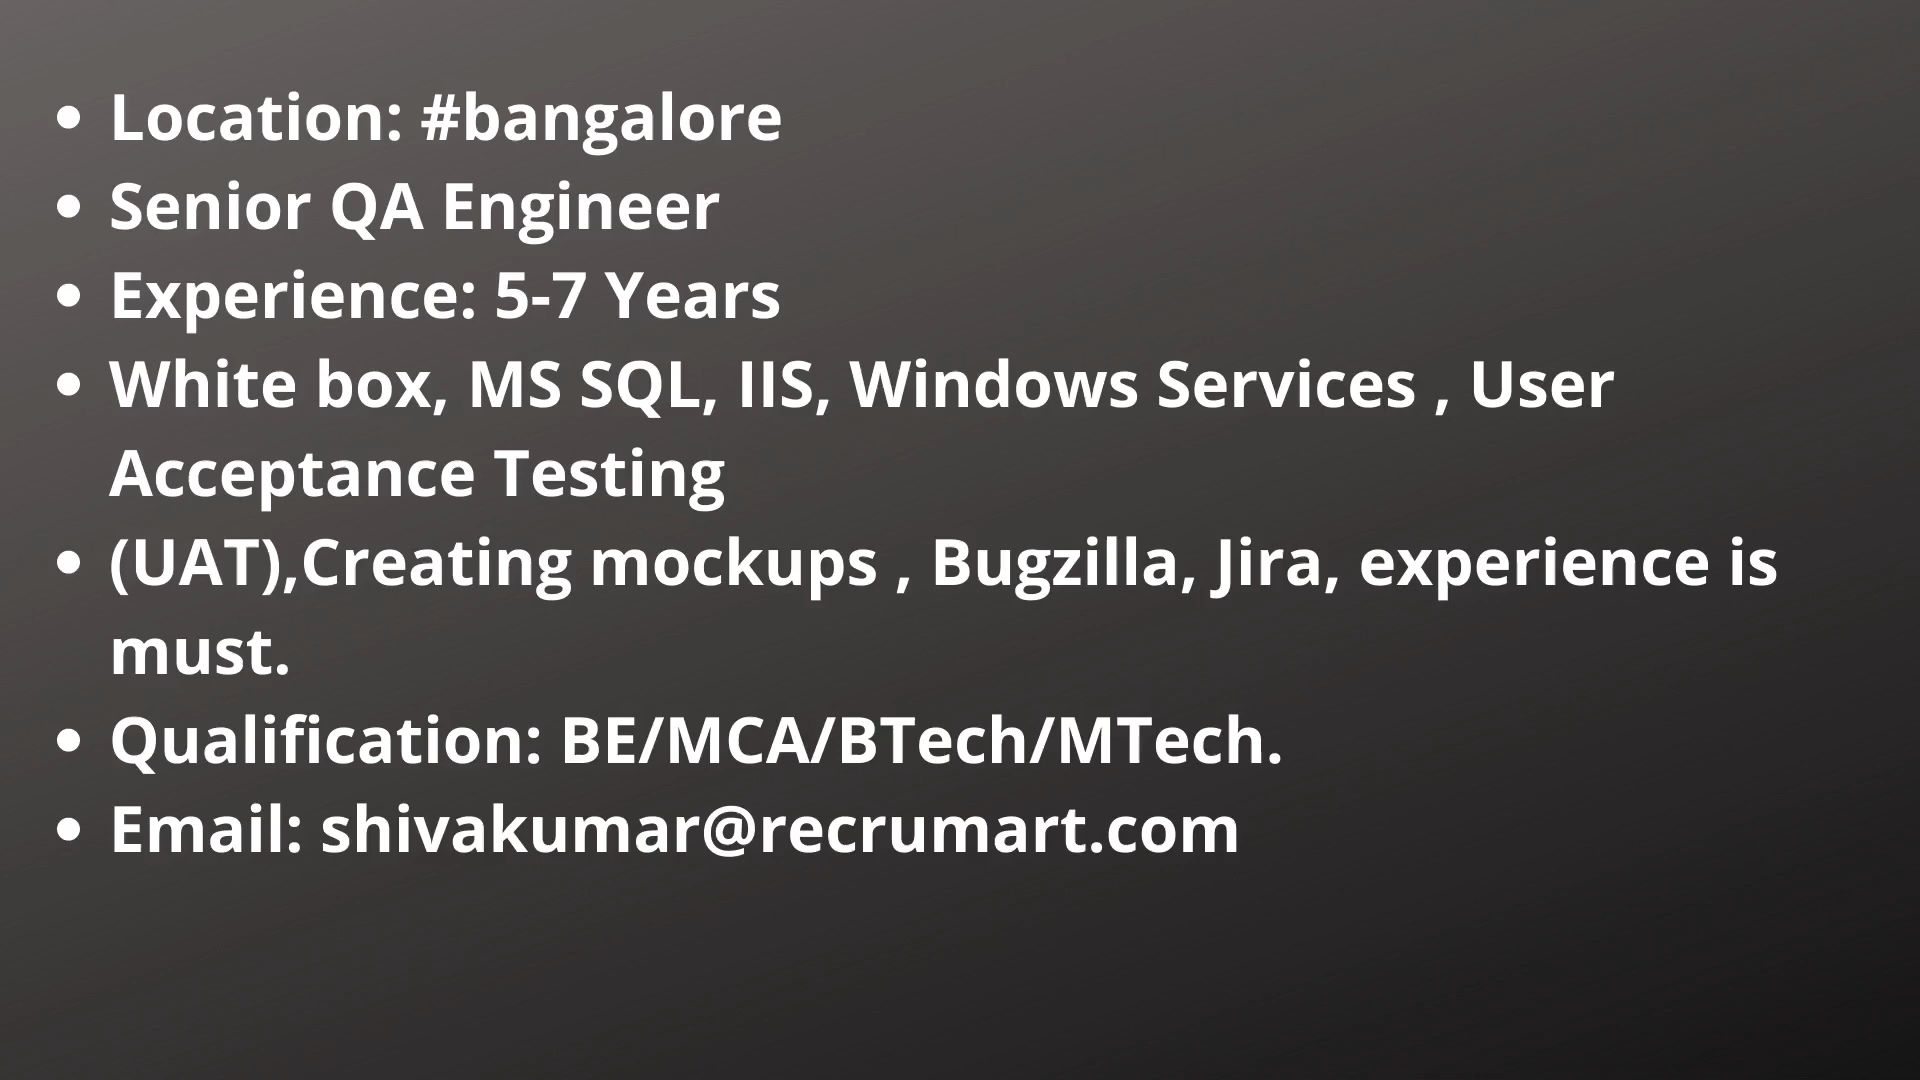 • Location: #bangalore
• Senior QA Engineer
• Experience: 5-7 Years
• White box, MS SQL, IIS, Windows Services , User
Acceptance Testing
• (UAT),Creating mockups , Bugzilla, Jira, experience is
must.
• Qualification: BE/MCA/BTech/MTech.
• Email: shivakumar@recrumart.com